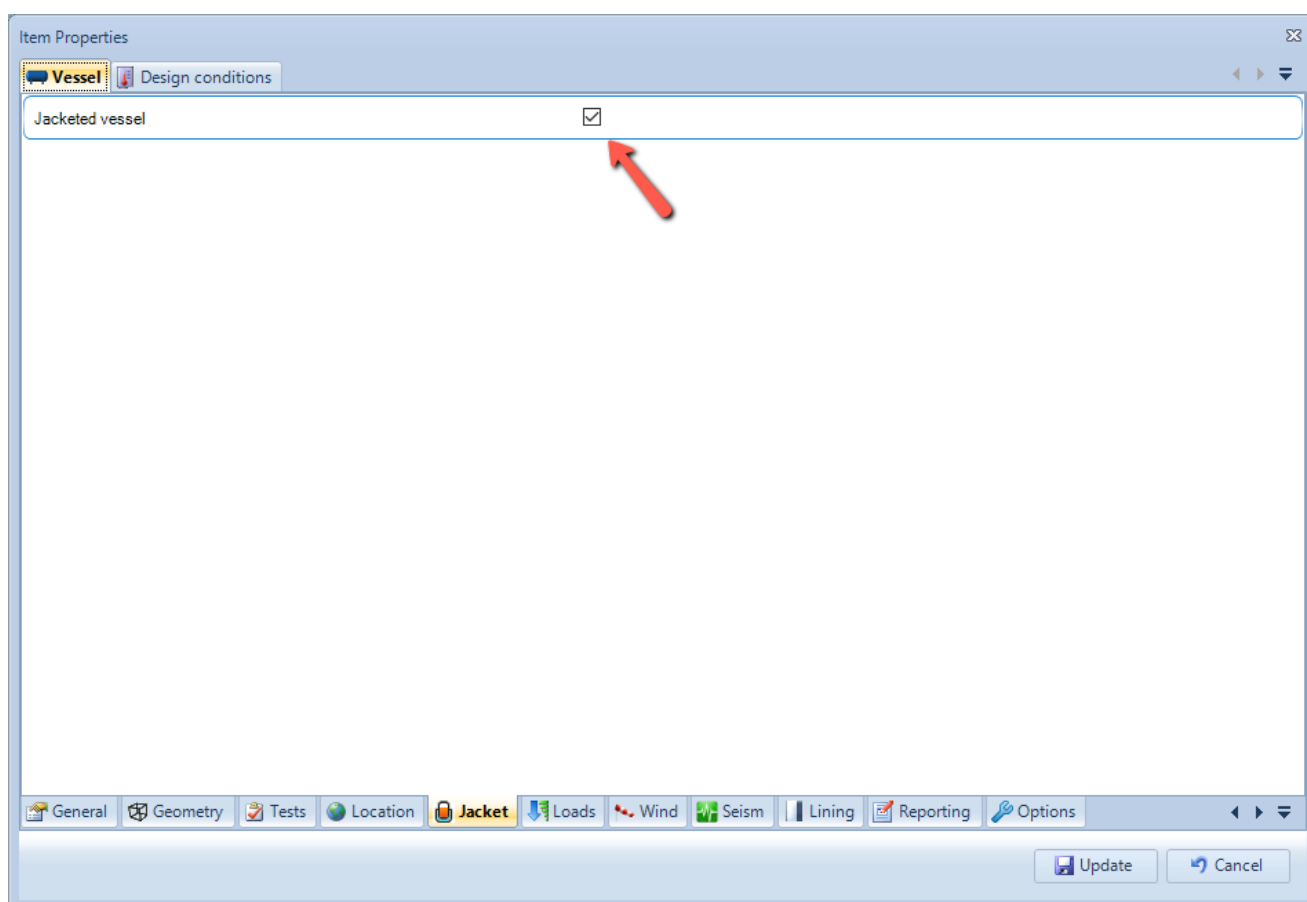 Item Properties
Vessel Design conditions
Jacketed vessel
General Geometry Tests Location Jacket Loads Wind Seism Lining Reporting Options
Update Cancel